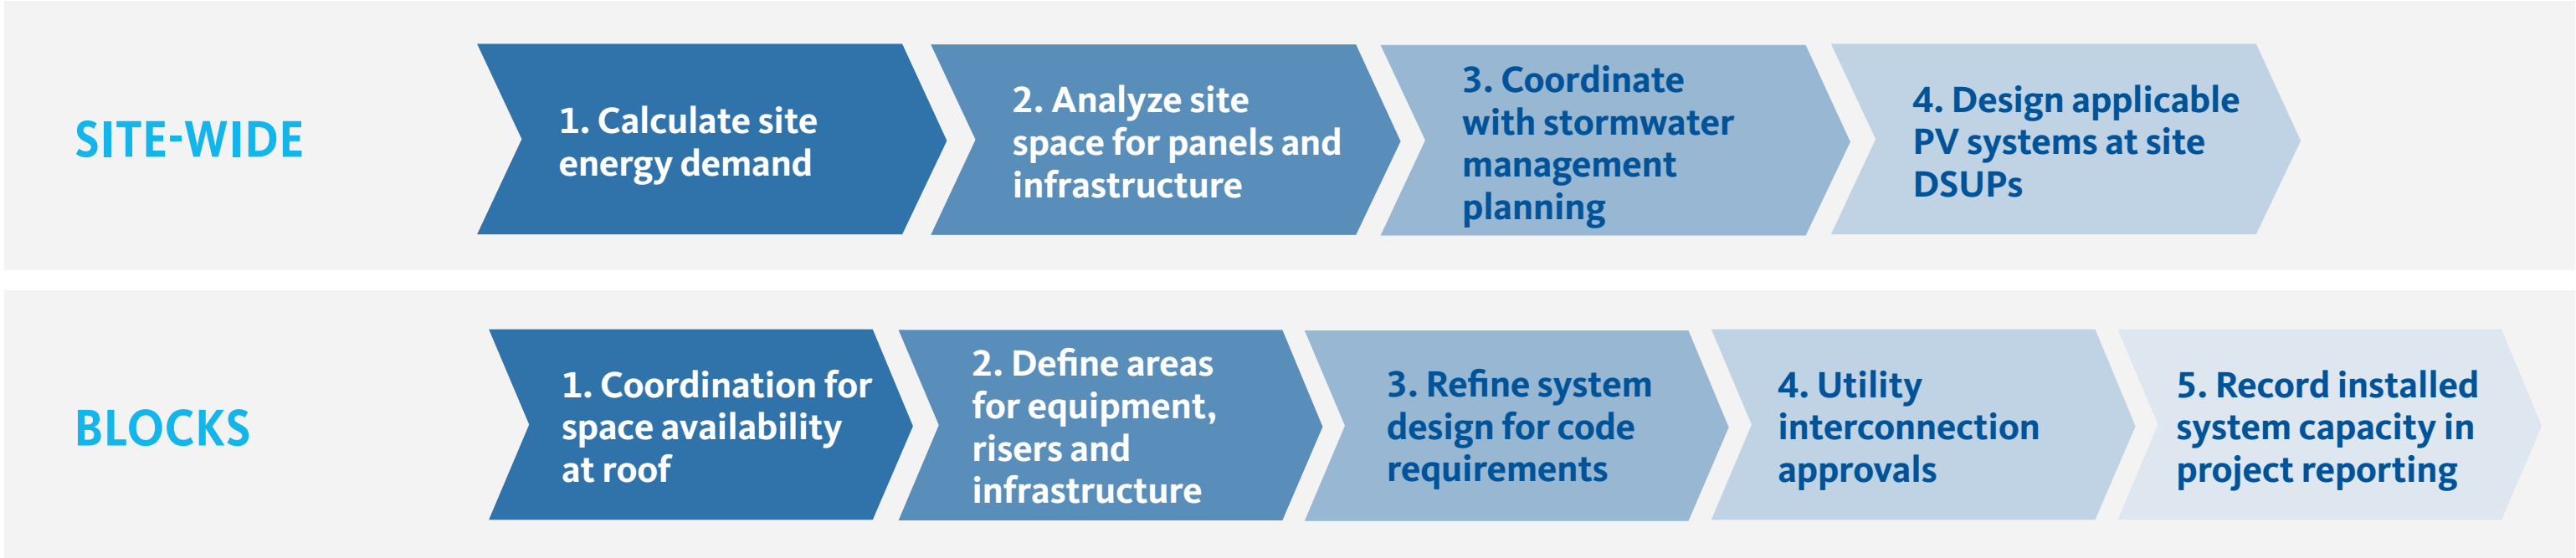 SITE-WIDE
1. Calculate site
energy demand
2. Analyze site
space for panels and
infrastructure
3. Coordinate
with stormwater
management
planning
4. Design applicable
PV systems at site
DSUPs
BLOCKS
1. Coordination for
space availability
at roof
2. Define areas
for equipment,
risers and
infrastructure
3. Refine system
design for code
requirements
4. Utility
interconnection
approvals
5. Record installed
system capacity in
project reporting